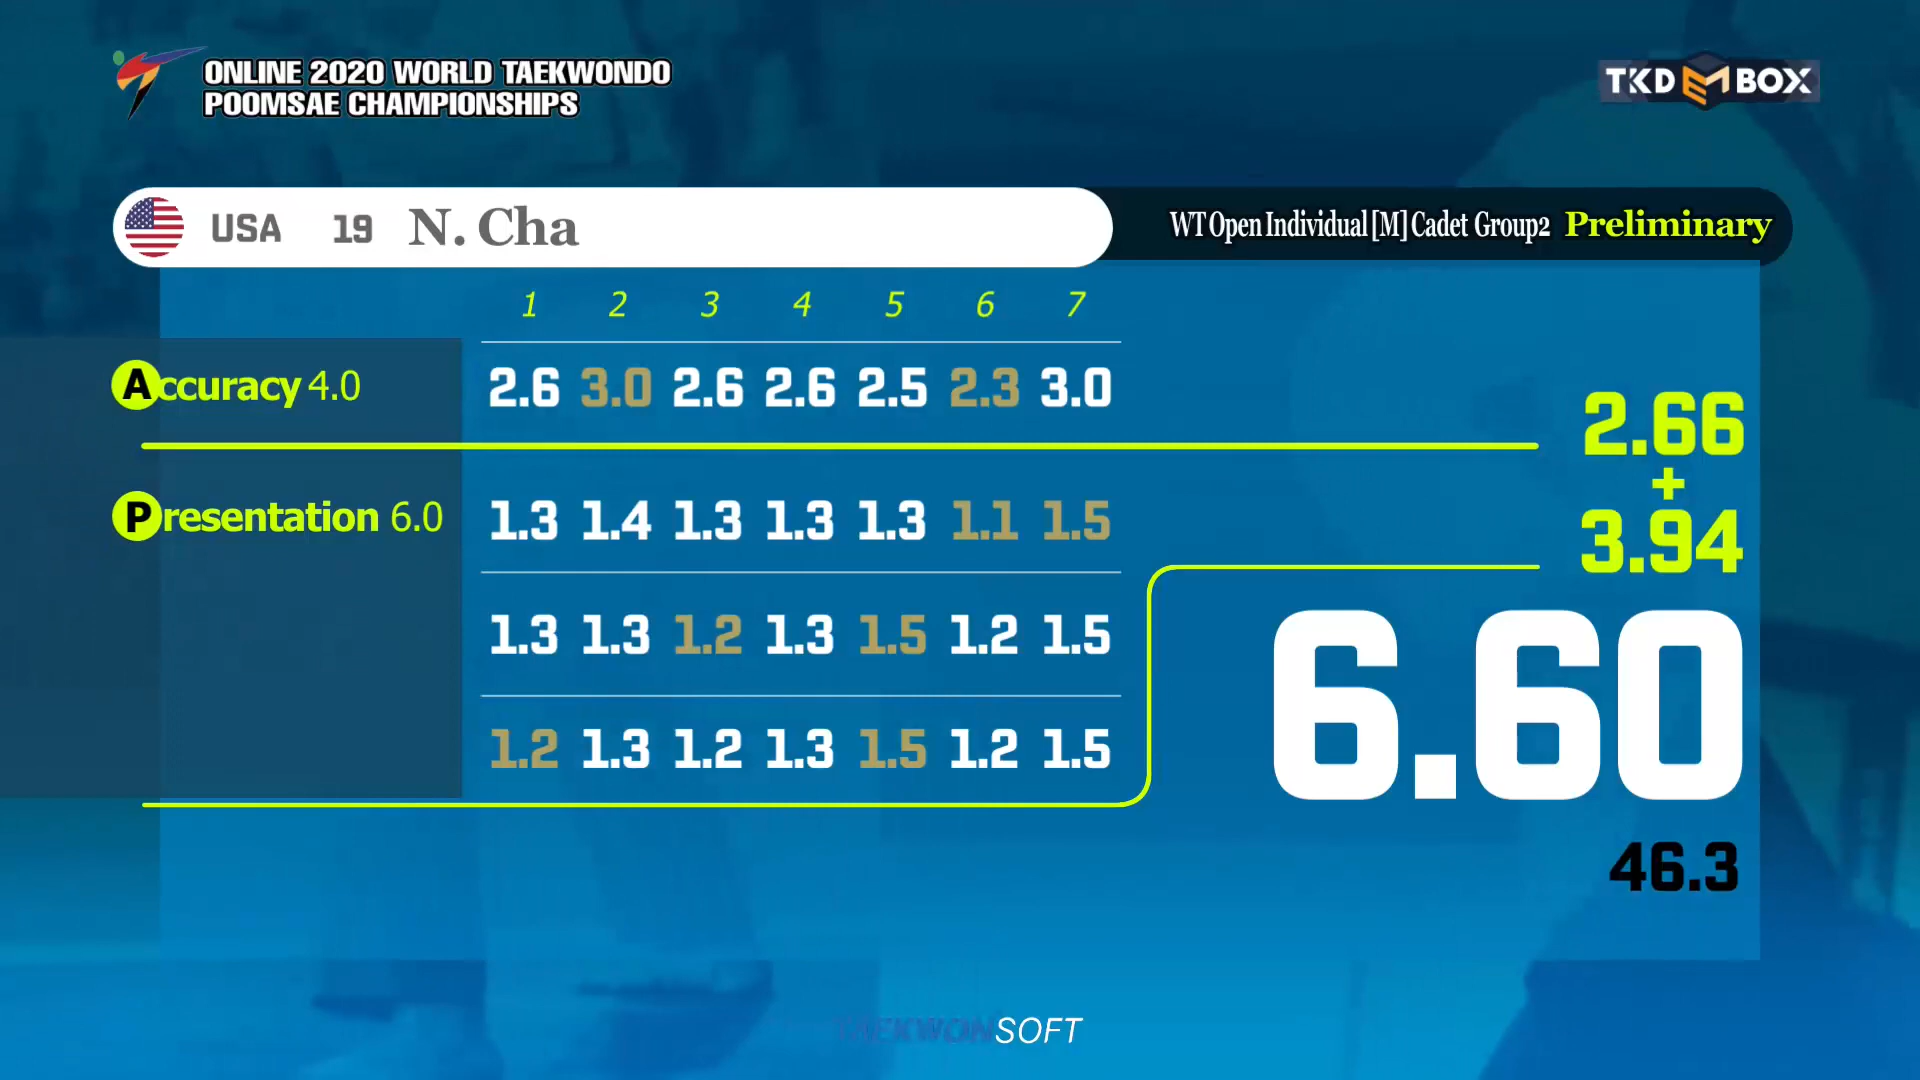 ONLINE 2020 WORLD TAEKWONDO
POOMSAE CHAMPIONSHIPS
TKD BOX
USA 19 N. Cha
WT Open Individual [M] Cadet Group2 Preliminary
1 2 3 4 5 6 7
Accuracy 4.0 2.6 3.0 2.6 2.6 2.5 2.3 3.0
2.66
+
Presentation 6.0 1.3 1.4 1.3 1.3 1.3 1.1 1.5
3.94
1.3 1.3 1.2 1.3 1.5 1.2 1.5
6.60
1.2 1.3 1.2 1.3 1.5 1.2 1.5
46.3
TAEKWONSOFT